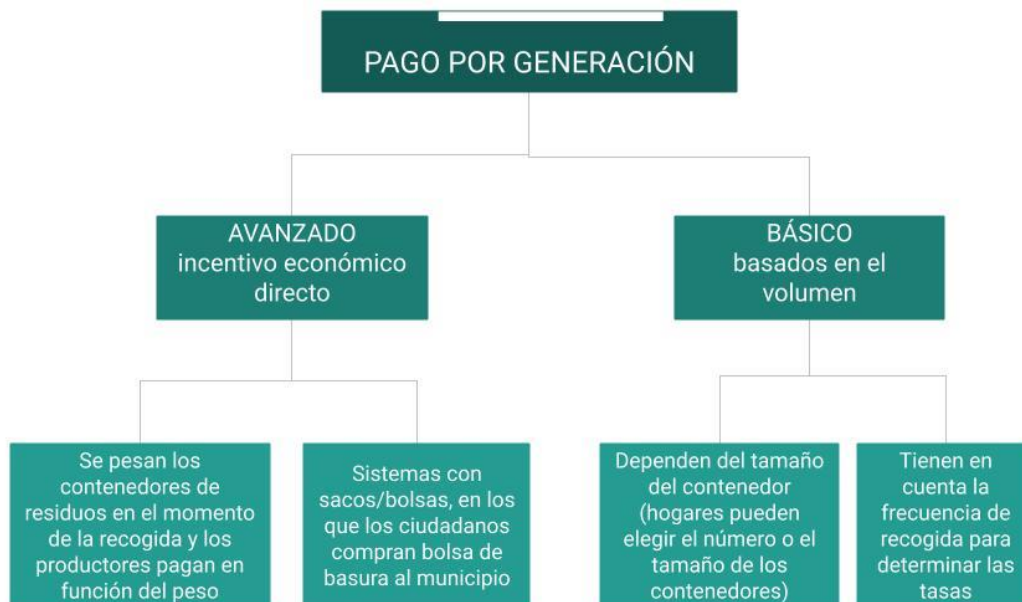 PAGO POR GENERACIÓN
AVANZADO
incentivo económico
directo
BÁSICO
basados en el
volumen
Se pesan los
contenedores de
residuos en el momento
de la recogida y los
productores pagan en
función del peso
Sistemas con
sacos/bolsas, en los
que los ciudadanos
compran bolsa de
basura al municipio
Dependen del tamaño
del contenedor
(hogares pueden
elegir el número o el
tamaño de los
contenedores)
Tienen en
cuenta la
frecuencia de
recogida para
determinar las
tasas